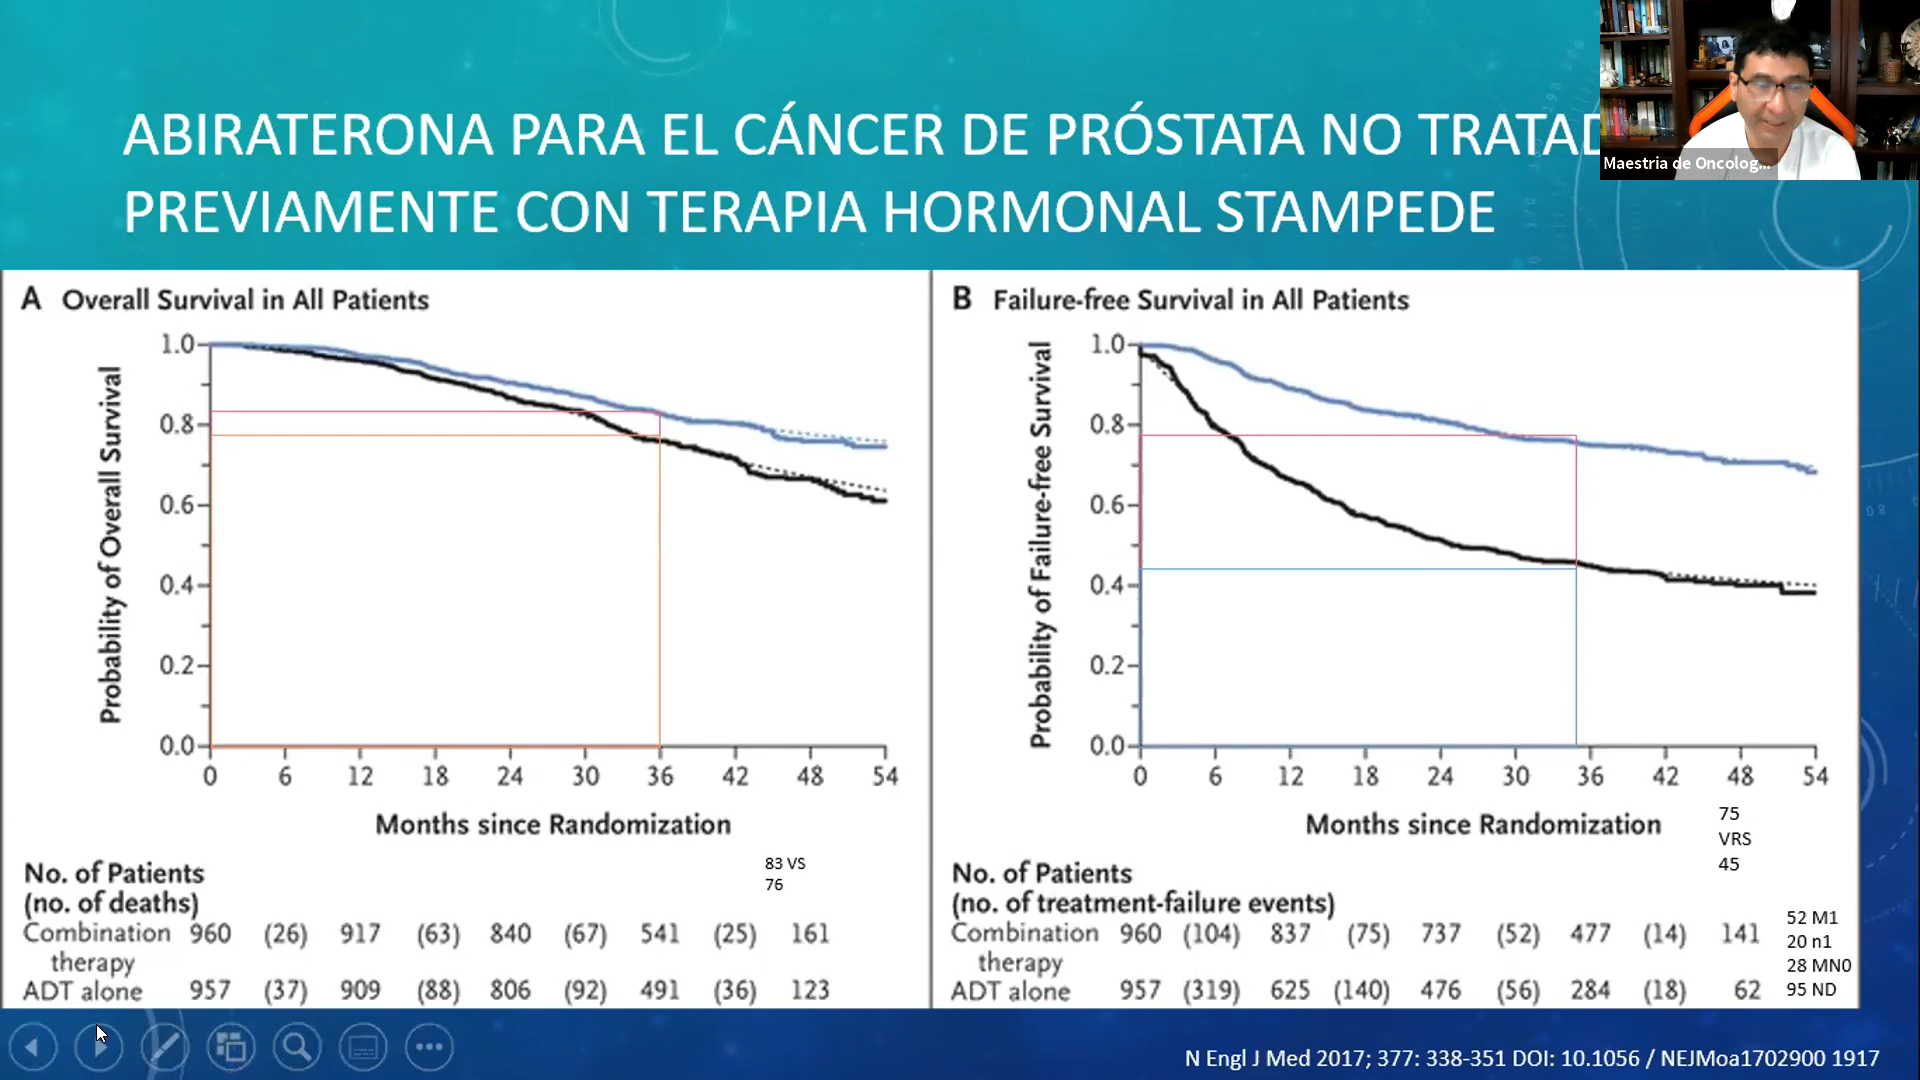 ABIRATERONA PARA EL CÁNCER DE PRÓSTATA NO TRATAD
PREVIAMENTE CON TERAPIA HORMONAL STAMPEDE
Maestria de Oncolog...
A Overall Survival in All Patients
Probability of Overall Survival
1.0
0.8
0.6
0.4
0.2
0.0
0 6 12 18 24 30 36 42 48 54
Months since Randomization
83 VS
76
No. of Patients
(no. of deaths)
Combination 960 (26) 917 (63) 840 (67) 541 (25) 161
therapy
ADT alone 957 (37) 909 (88) 806 (92) 491 (36) 123
B Failure-free Survival in All Patients
Probability of Failure-free Survival
1.0
0.8
0.6
0.4
0.2
0.0
0 6 12 18 24 30 36 42 48 54
Months since Randomization
75
VRS
45
No. of Patients
(no. of treatment-failure events)
Combination 960 (104) 837 (75) 737 (52) 477 (14) 141
therapy
ADT alone 957 (319) 625 (140) 476 (56) 284 (18) 62
52 M1
20 n1
28 MN0
95 ND
N Engl J Med 2017; 377: 338-351 DOI: 10.1056 / NEJMoa1702900 1917